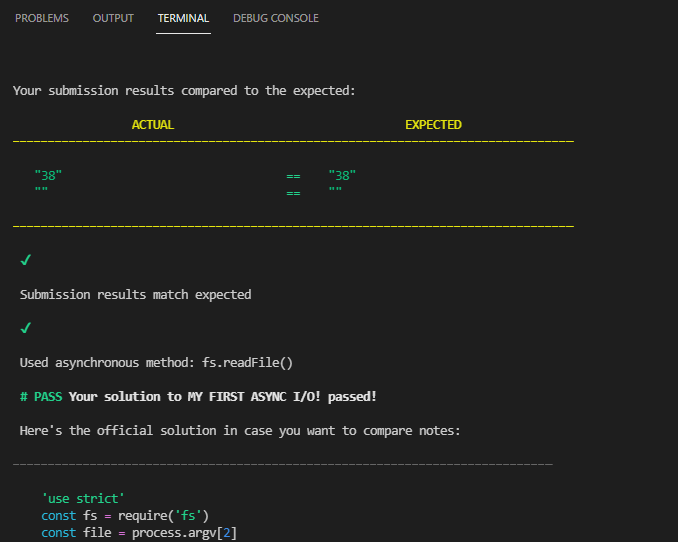 PROBLEMS OUTPUT TERMINAL DEBUG CONSOLE
Your submission results compared to the expected:
ACTUAL EXPECTED
"38" == "38"
"" == ""
✓
Submission results match expected
✓
Used asynchronous method: fs.readFile()
# PASS Your solution to MY FIRST ASYNC I/O! passed!
Here's the official solution in case you want to compare notes:
'use strict'
const fs = require('fs')
const file = process.argv[2]